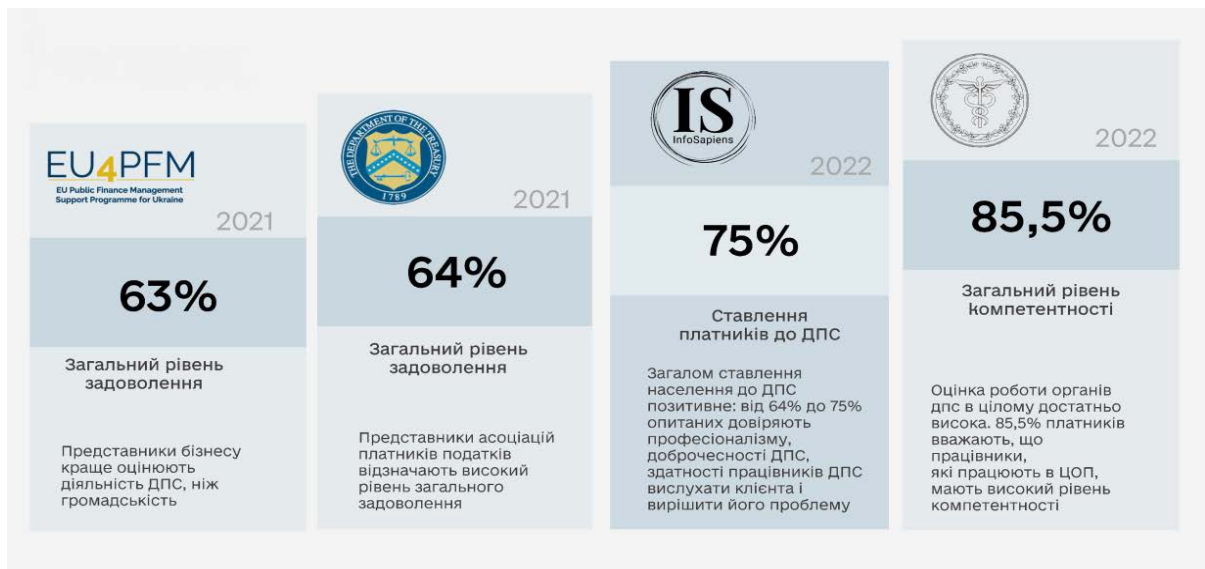 EU4PFM
EU Public Finance Management
Support Programme for Ukraine
2021
63%
Загальний рівень
задоволення
Представники бізнесу
краще оцінюють
діяльність ДПС, ніж
громадськість
THE DEPARTMENT OF THE TREASURY
1789
2021
64%
Загальний рівень
задоволення
Представники асоціацій
платників податків
відзначають високий
рівень загального
задоволення
IS
InfoSapiens
2022
75%
Ставлення
платників до ДПС
Загалом ставлення
населення до ДПС
позитивне: від 64% до 75%
опитаних довіряють
професіоналізму,
доброчесності ДПС,
здатності працівників ДПС
вислухати клієнта і
вирішити його проблему
2022
85,5%
Загальний рівень
компетентності
Оцінка роботи органів
дпс в цілому достатньо
висока. 85,5% платників
вважають, що
працівники,
які працюють в ЦОП,
мають високий рівень
компетентності